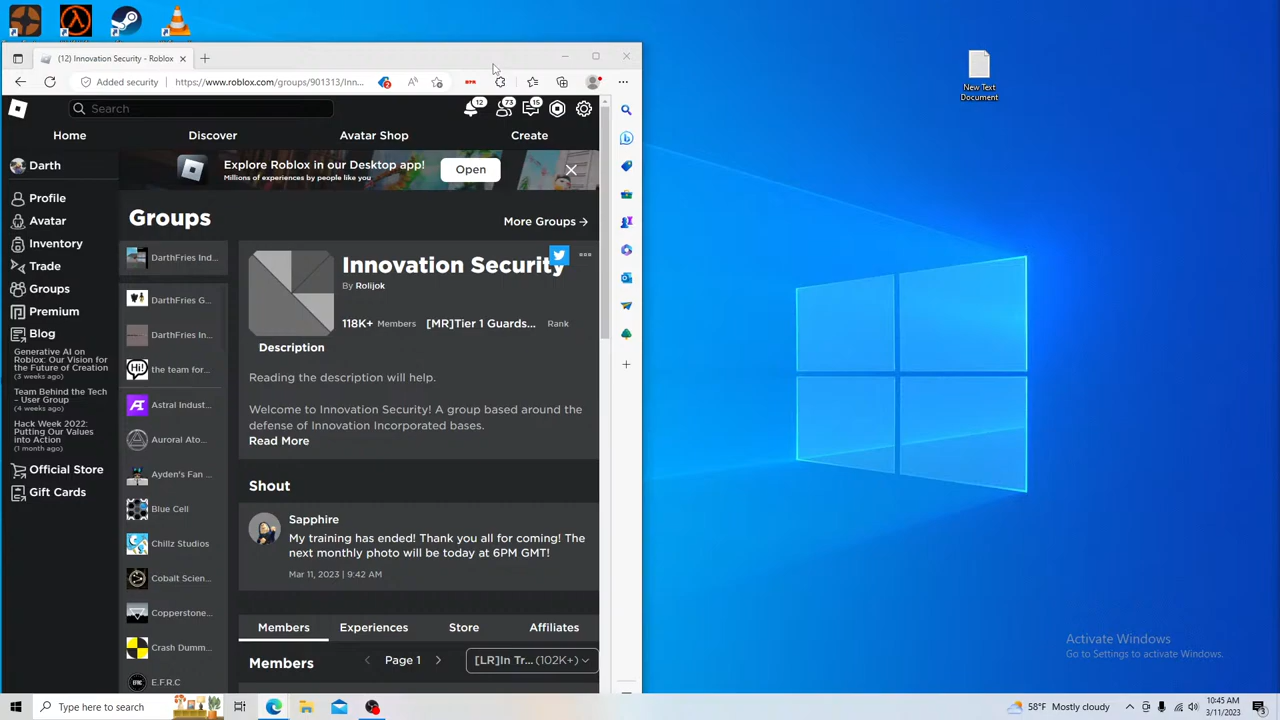 New Text
Document
(12) Innovation Security - Roblox
Added security
https://www.roblox.com/groups/901313/Inn...
Search
12
73
15
Home
Discover
Avatar Shop
Create
Darth
Explore Roblox in our Desktop app!
Millions of experiences by people like you
Open
Profile
Avatar
Inventory
Trade
Groups
Premium
Blog
Generative AI on
Roblox: Our Vision for
the Future of Creation
(3 weeks ago)
Team Behind the Tech
– User Group
(4 weeks ago)
Hack Week 2022:
Putting Our Values
into Action
(1 month ago)
Official Store
Gift Cards
Groups
More Groups →
DarthFries Ind...
DarthFries G...
DarthFries In...
Hi!
the team for...
Astral Indust...
Auroral Ato...
Ayden's Fan ...
Blue Cell
Chillz Studios
Cobalt Scien...
Copperstone...
Crash Dumm...
E.F.R.C
Innovation Security
By Rolijok
118K+ Members
[MR]Tier 1 Guards... Rank
Description
Reading the description will help.
Welcome to Innovation Security! A group based around the
defense of Innovation Incorporated bases.
Read More
Shout
Sapphire
My training has ended! Thank you all for coming! The
next monthly photo will be today at 6PM GMT!
Mar 11, 2023 | 9:42 AM
Members
Experiences
Store
Affiliates
Members
Page 1
[LR]In Tr... (102K+)
Activate Windows
Go to Settings to activate Windows.
Type here to search
58°F Mostly cloudy
10:45 AM
3/11/2023
3